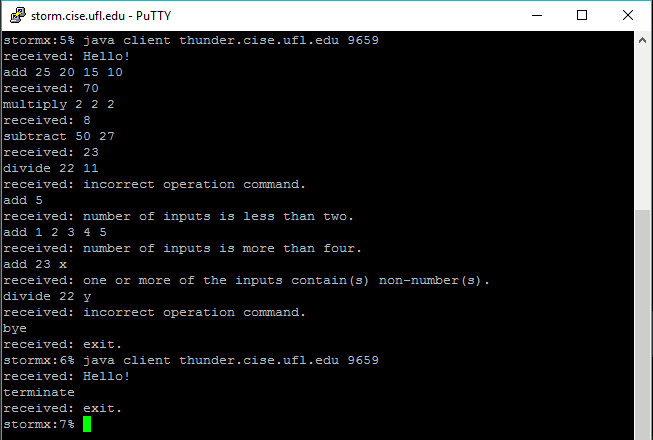 storm.cise.ufl.edu - PuTTY
stormx:5% java client thunder.cise.ufl.edu 9659
received: Hello!
add 25 20 15 10
received: 70
multiply 2 2 2
received: 8
subtract 50 27
received: 23
divide 22 11
received: incorrect operation command.
add 5
received: number of inputs is less than two.
add 1 2 3 4 5
received: number of inputs is more than four.
add 23 x
received: one or more of the inputs contain(s) non-number(s).
divide 22 y
received: incorrect operation command.
bye
received: exit.
stormx:6% java client thunder.cise.ufl.edu 9659
received: Hello!
terminate
received: exit.
stormx:7%